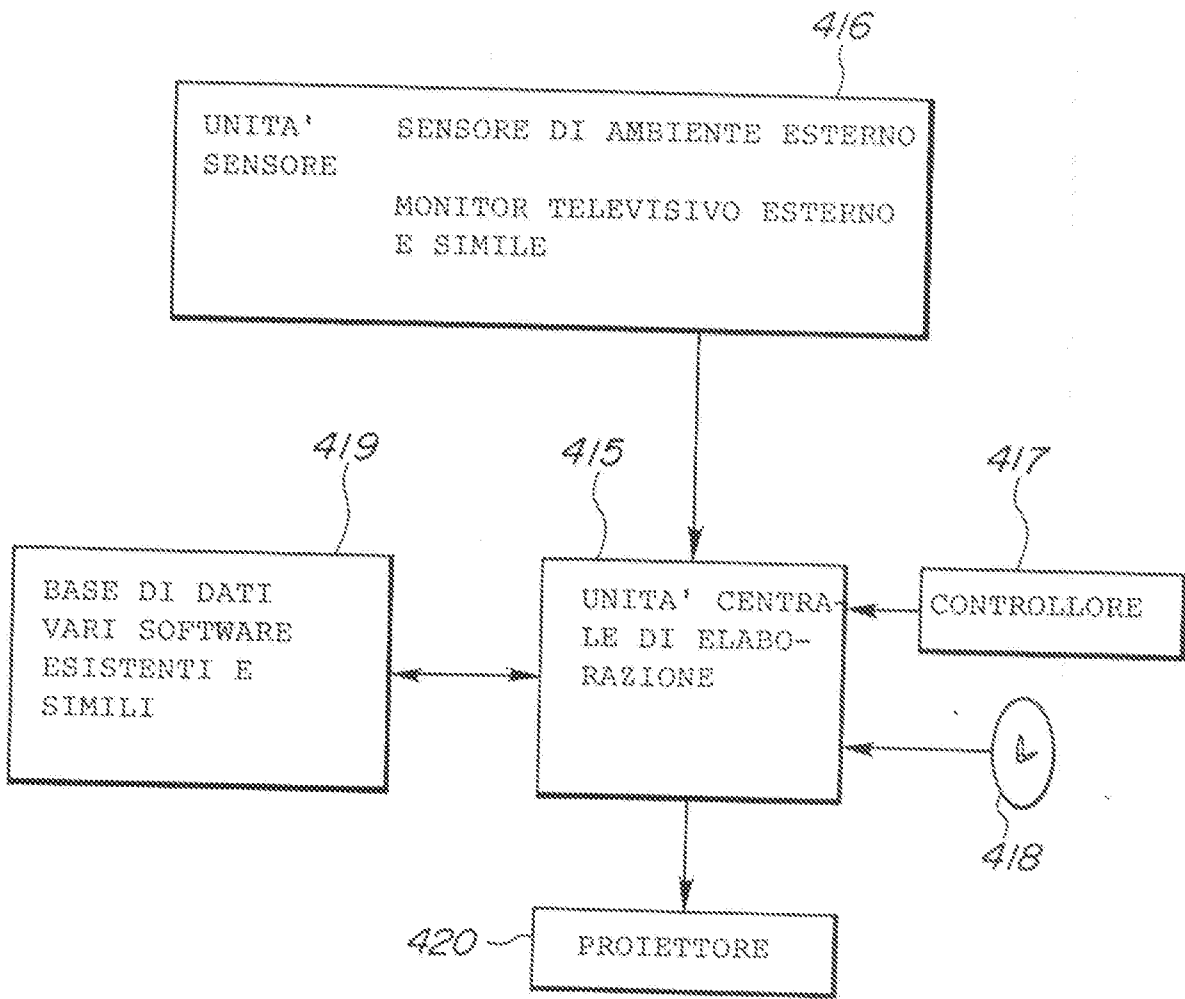 416
UNITA' SENSORE DI AMBIENTE ESTERNO
SENSORE
MONITOR TELEVISIVO ESTERNO
E SIMILE
419
415
417
BASE DI DATI
VARI SOFTWARE
ESISTENTI E
SIMILI
UNITA' CENTRA-
LE DI ELABO-
RAZIONE
CONTROLLORE
418
420
PROIETTORE